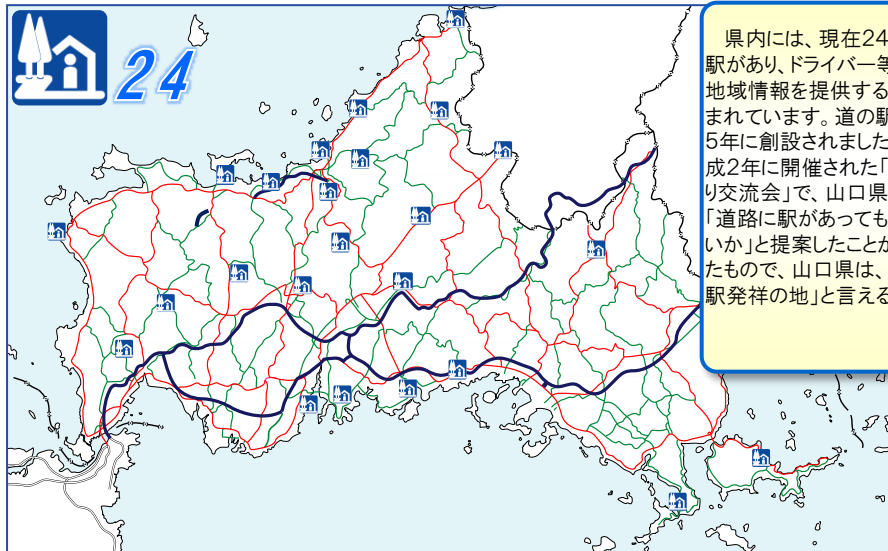 24
県内には、現在24
駅があり、ドライバー等
地域情報を提供する
まれています。道の駅
5年に創設されました
成2年に開催された「
り交流会」で、山口県
「道路に駅があっても
いか」と提案したことか
たもので、山口県は、
駅発祥の地」と言える